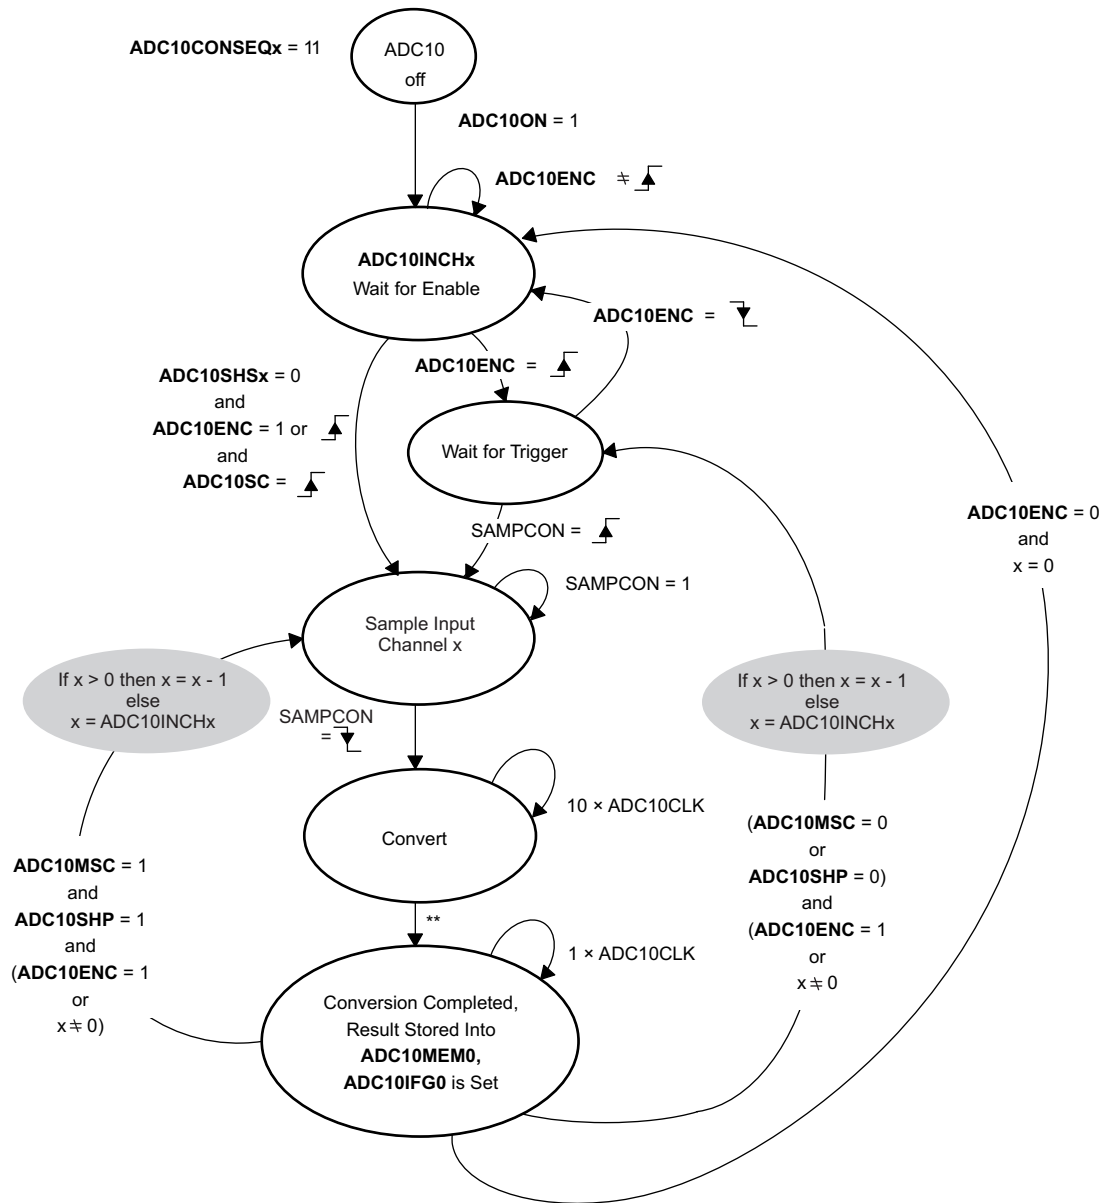 ADC10CONSEQx = 11
ADC10
off
ADC10ON = 1
ADC10ENC ≠
ADC10INCHx
Wait for Enable
ADC10ENC =
ADC10ENC =
ADC10SHSx = 0
and
ADC10ENC = 1 or
and
ADC10SC =
Wait for Trigger
SAMPCON =
ADC10ENC = 0
and
x = 0
SAMPCON = 1
Sample Input
Channel x
If x > 0 then x = x - 1
else
x = ADC10INCHx
If x > 0 then x = x - 1
else
x = ADC10INCHx
SAMPCON
=
10 × ADC10CLK
Convert
(ADC10MSC = 0
or
ADC10SHP = 0)
and
(ADC10ENC = 1
or
x ≠ 0
ADC10MSC = 1
and
ADC10SHP = 1
and
(ADC10ENC = 1
or
x ≠ 0)
**
1 × ADC10CLK
Conversion Completed,
Result Stored Into
ADC10MEM0,
ADC10IFG0 is Set